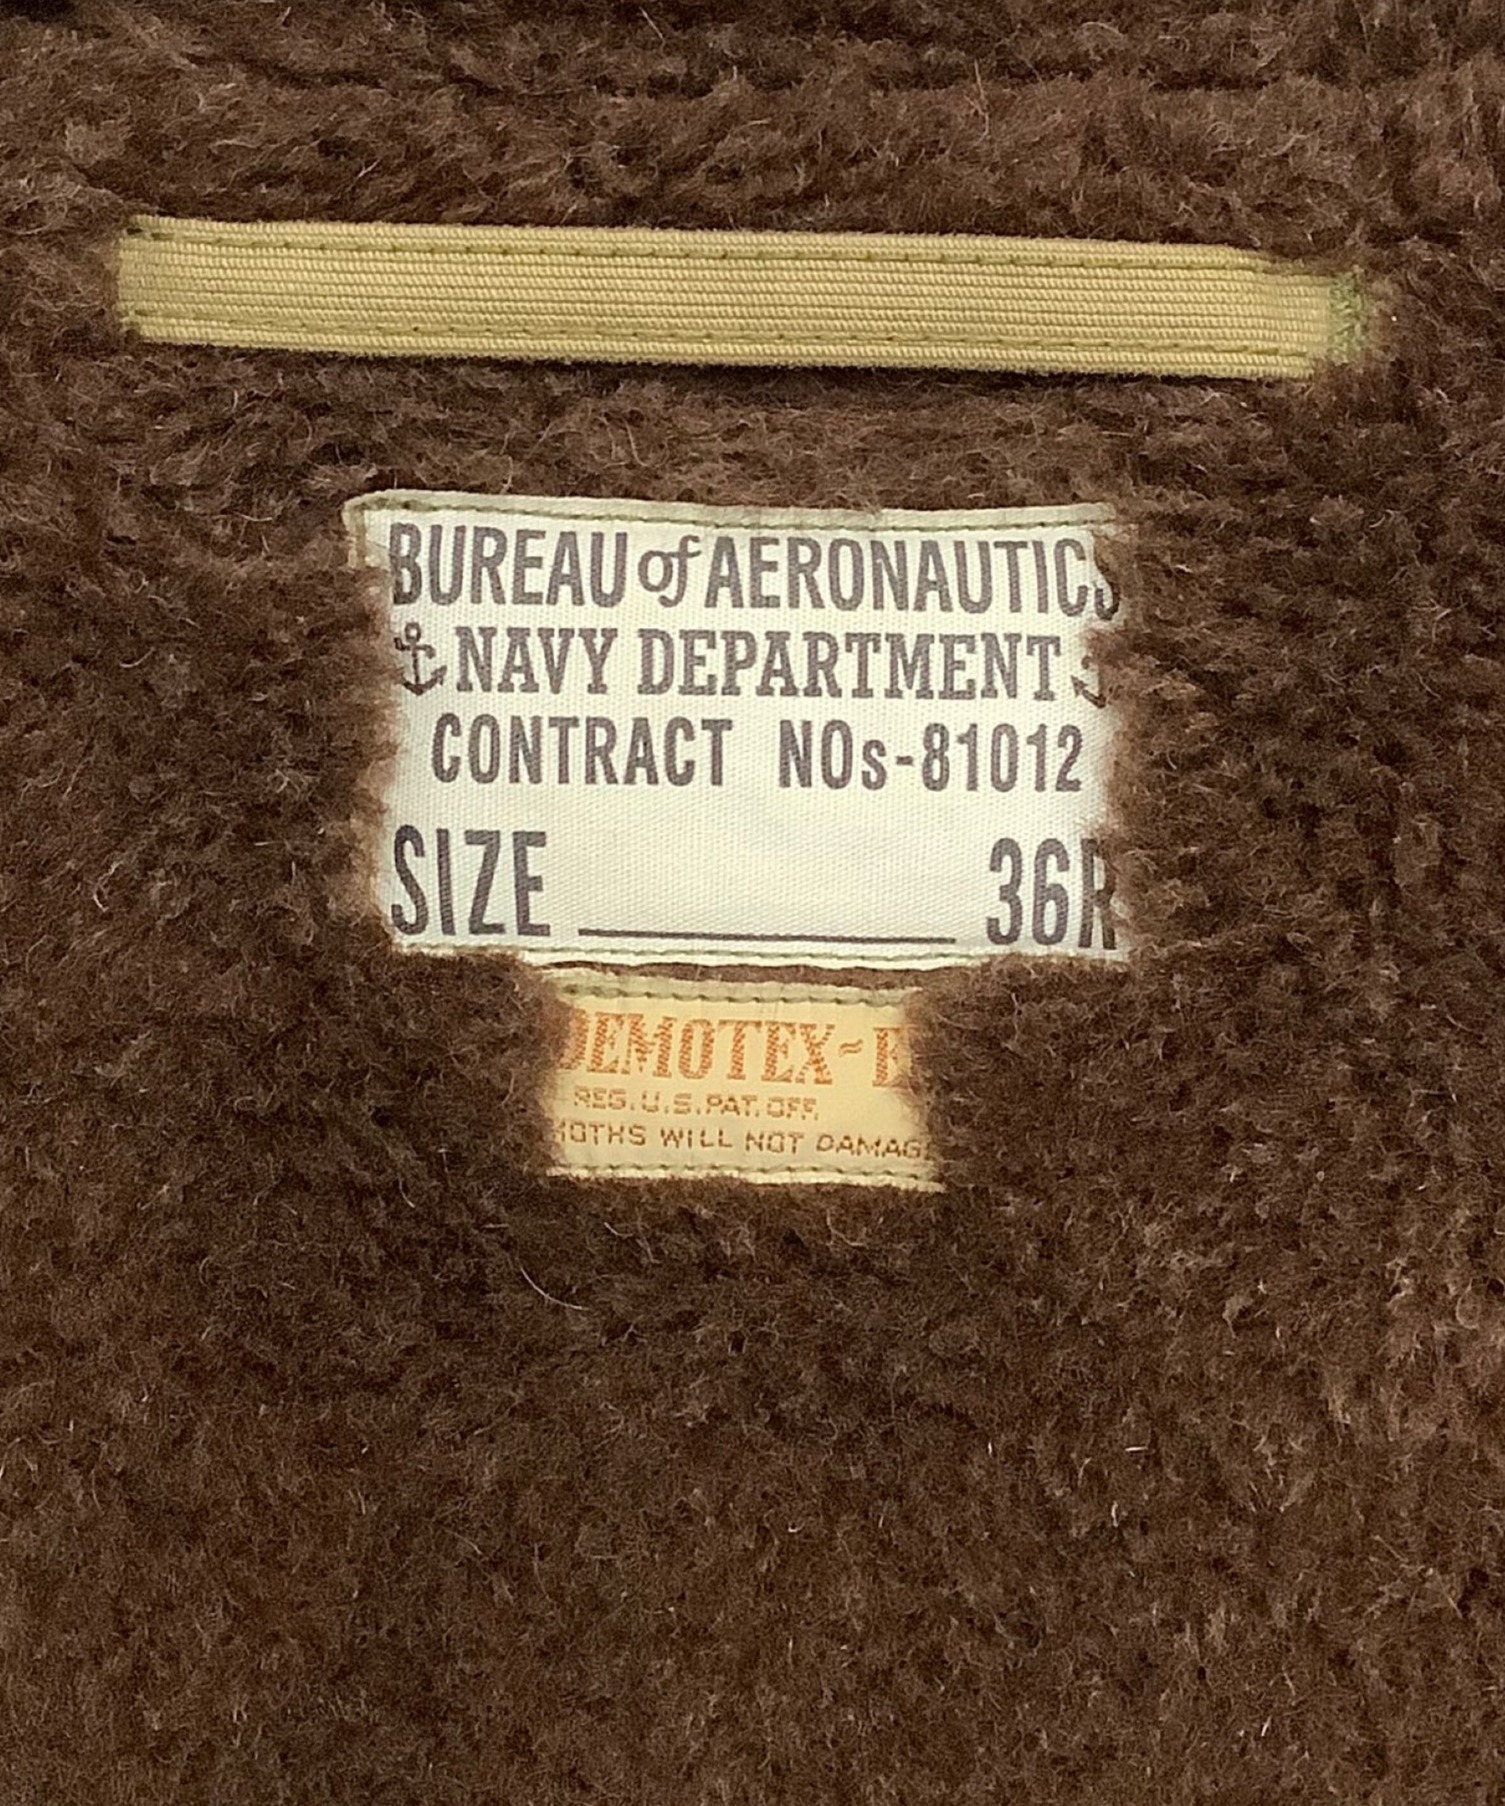 BUREAU of AERONAUTICS
NAVY DEPARTMENT
CONTRACT NOs-81012
SIZE 36R
DEMOTEX-
REG. U.S. PAT. OFF.
MOTHS WILL NOT DAMAGE